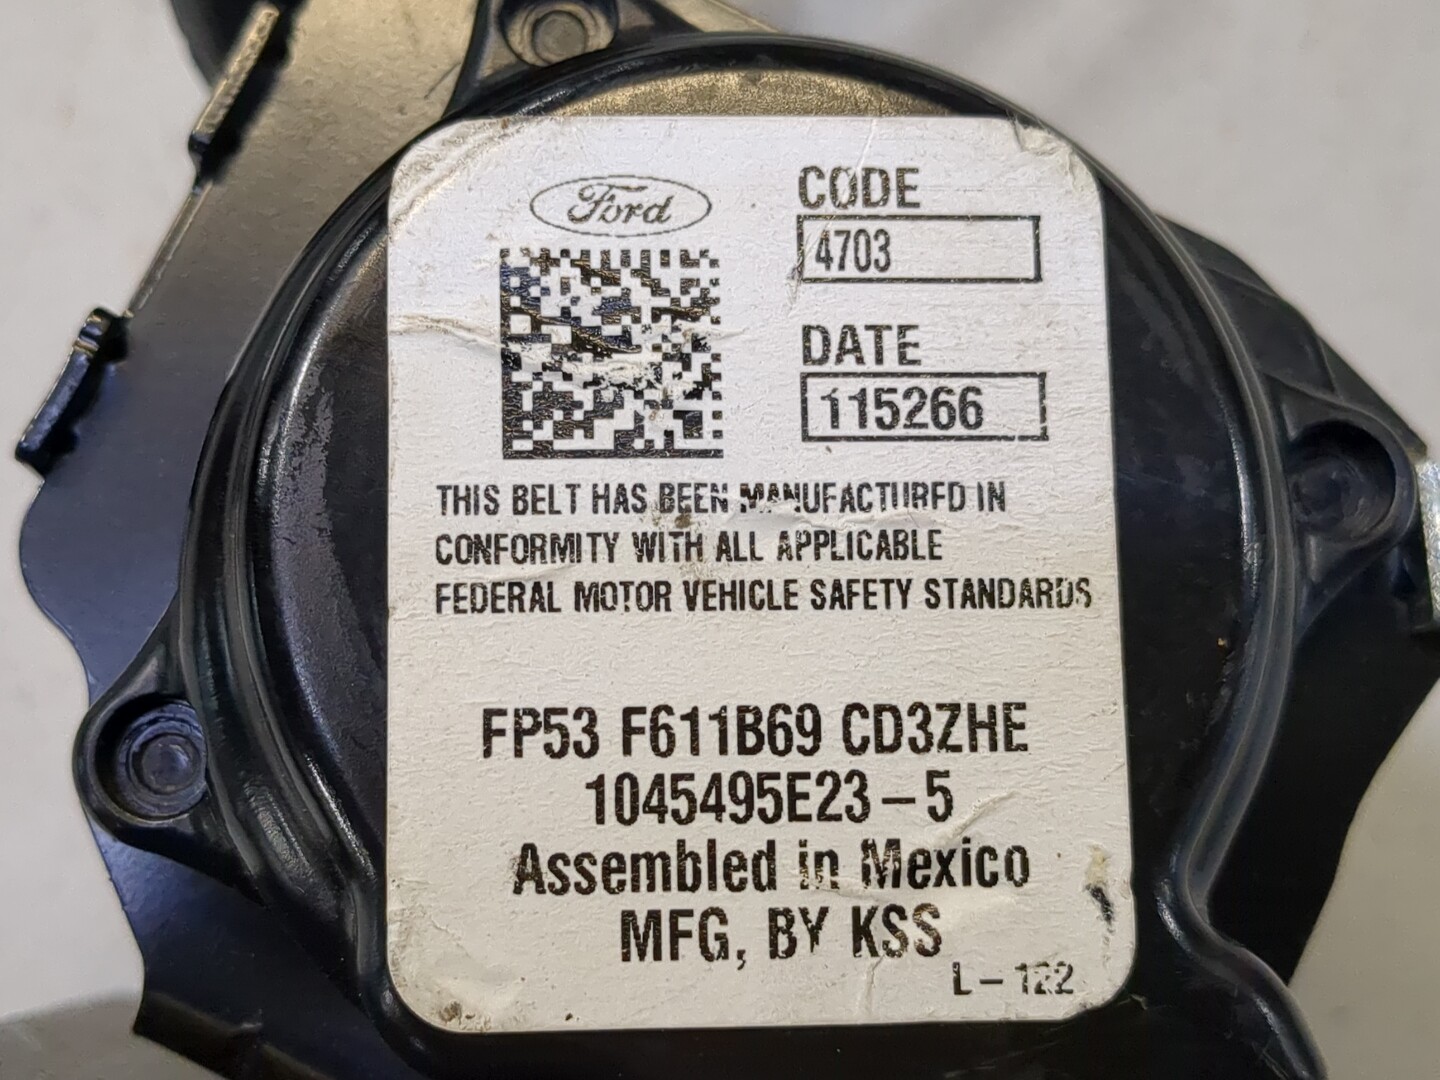 Ford
CODE
4703
DATE
115266
THIS BELT HAS BEEN MANUFACTURED IN
CONFORMITY WITH ALL APPLICABLE
FEDERAL MOTOR VEHICLE SAFETY STANDARDS
FP53 F611B69 CD3ZHE
1045495E23-5
Assembled in Mexico
MFG, BY KSS
L-122